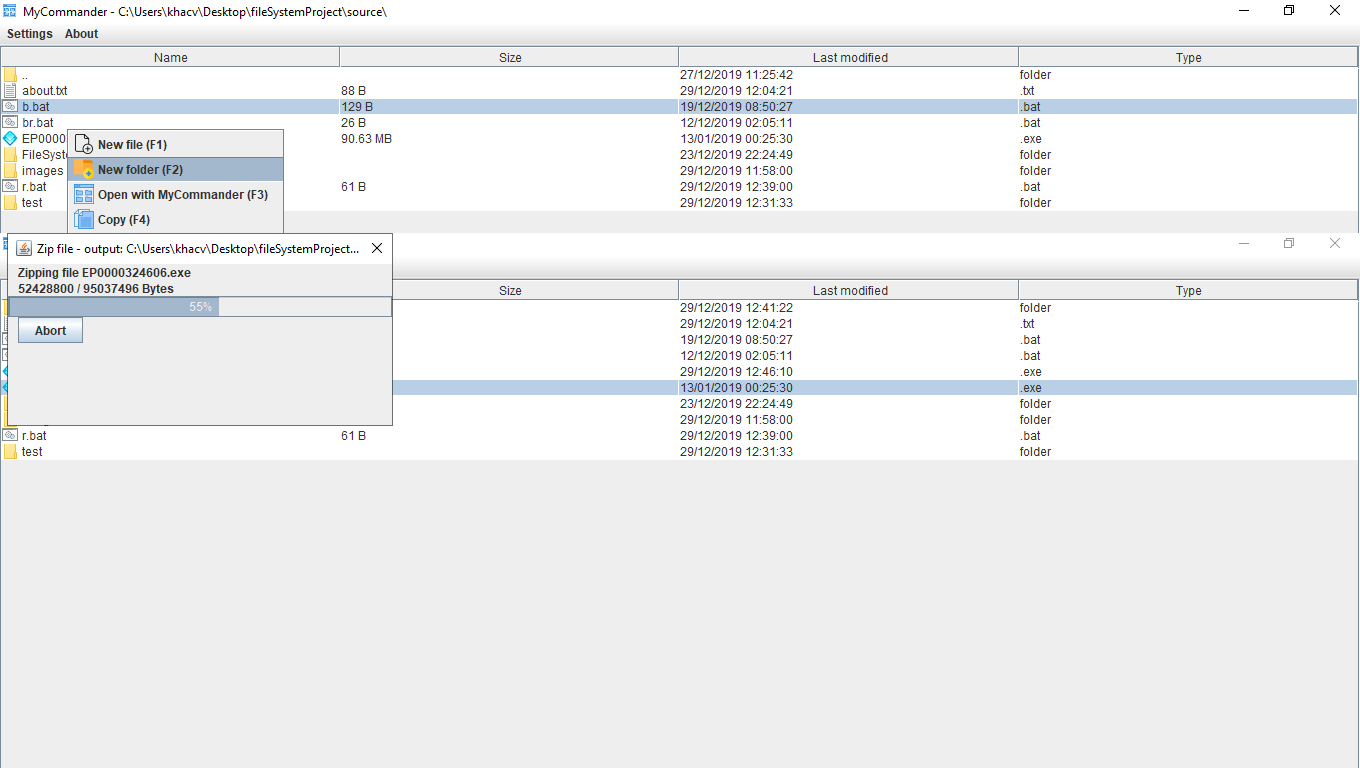 MyCommander - C:\Users\khacv\Desktop\fileSystemProject\source\
Settings About
Name Size Last modified Type
.. 27/12/2019 11:25:42 folder
about.txt 88 B 29/12/2019 12:04:21 .txt
b.bat 129 B 19/12/2019 08:50:27 .bat
br.bat 26 B 12/12/2019 02:05:11 .bat
EP0000 90.63 MB 13/01/2019 00:25:30 .exe
FileSyst 23/12/2019 22:24:49 folder
images 29/12/2019 11:58:00 folder
r.bat 61 B 29/12/2019 12:39:00 .bat
test 29/12/2019 12:31:33 folder
New file (F1)
New folder (F2)
Open with MyCommander (F3)
Copy (F4)
Zip file - output: C:\Users\khacv\Desktop\fileSystemProject...
Zipping file EP0000324606.exe
52428800 / 95037496 Bytes
55%
Abort
Size Last modified Type
29/12/2019 12:41:22 folder
29/12/2019 12:04:21 .txt
19/12/2019 08:50:27 .bat
12/12/2019 02:05:11 .bat
29/12/2019 12:46:10 .exe
13/01/2019 00:25:30 .exe
23/12/2019 22:24:49 folder
29/12/2019 11:58:00 folder
r.bat 61 B 29/12/2019 12:39:00 .bat
test 29/12/2019 12:31:33 folder